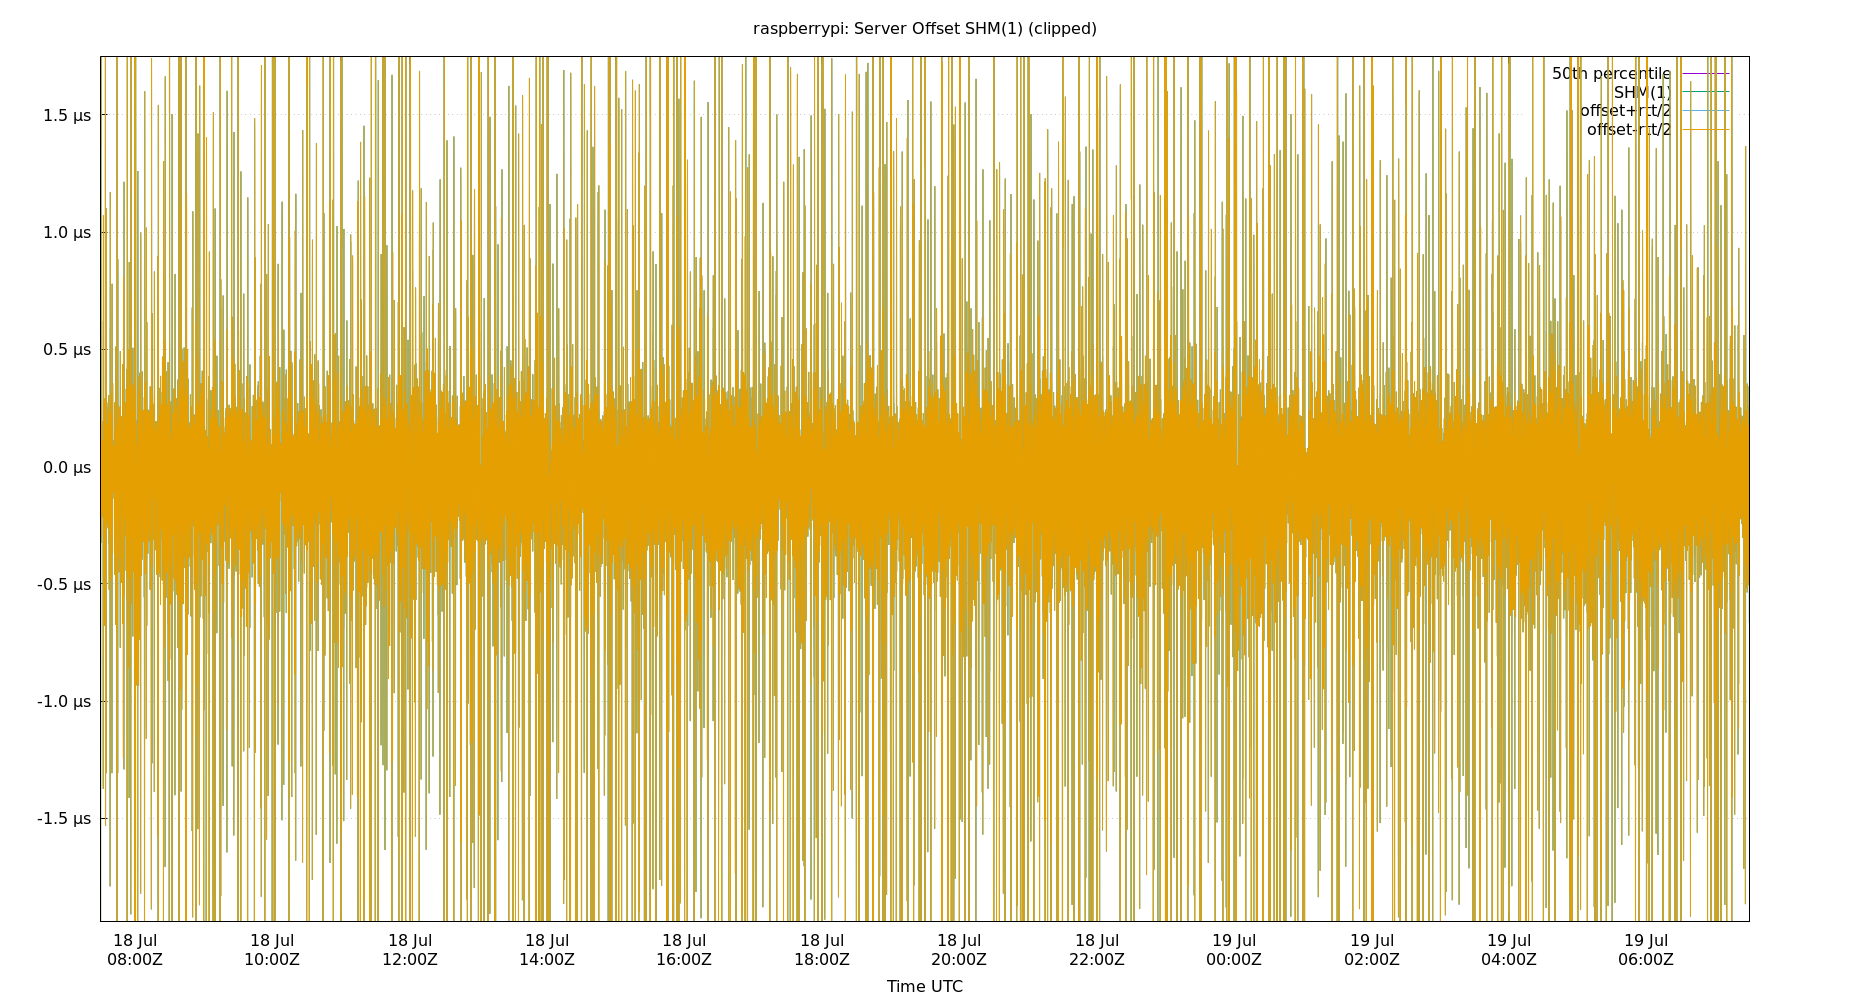 raspberrypi: Server Offset SHM(1) (clipped)
50th percentile
SHM(1)
offset+rtt/2
offset-rtt/2
1.5 µs
1.0 µs
0.5 µs
0.0 µs
-0.5 µs
-1.0 µs
-1.5 µs
18 Jul 18 Jul 18 Jul 18 Jul 18 Jul 18 Jul 18 Jul 18 Jul 19 Jul 19 Jul 19 Jul 19 Jul
08:00Z 10:00Z 12:00Z 14:00Z 16:00Z 18:00Z 20:00Z 22:00Z 00:00Z 02:00Z 04:00Z 06:00Z
Time UTC